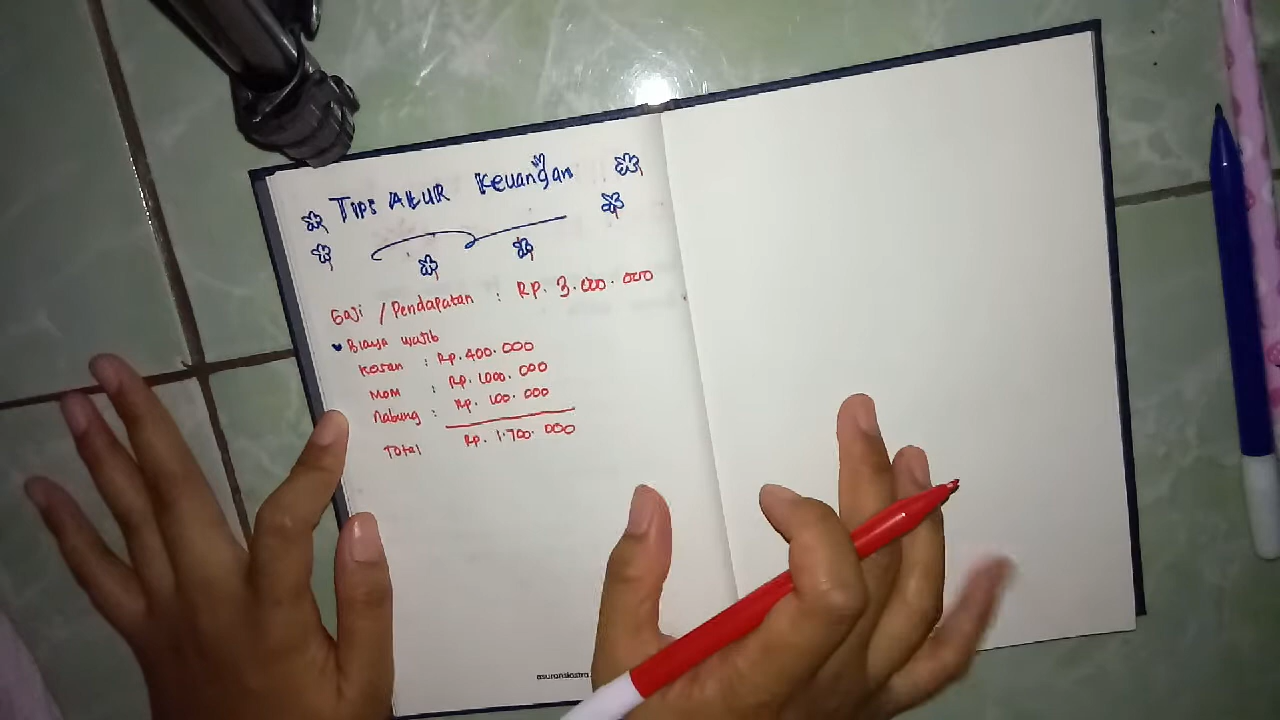 TIPS ATUR Keuangan
Gaji / Pendapatan : RP. 3.000.000
Biaya wajib
Kosan : Rp. 400.000
Mom : Rp. 1.000.000
Nabung : Rp. 100.000
Total Rp. 1.700.000